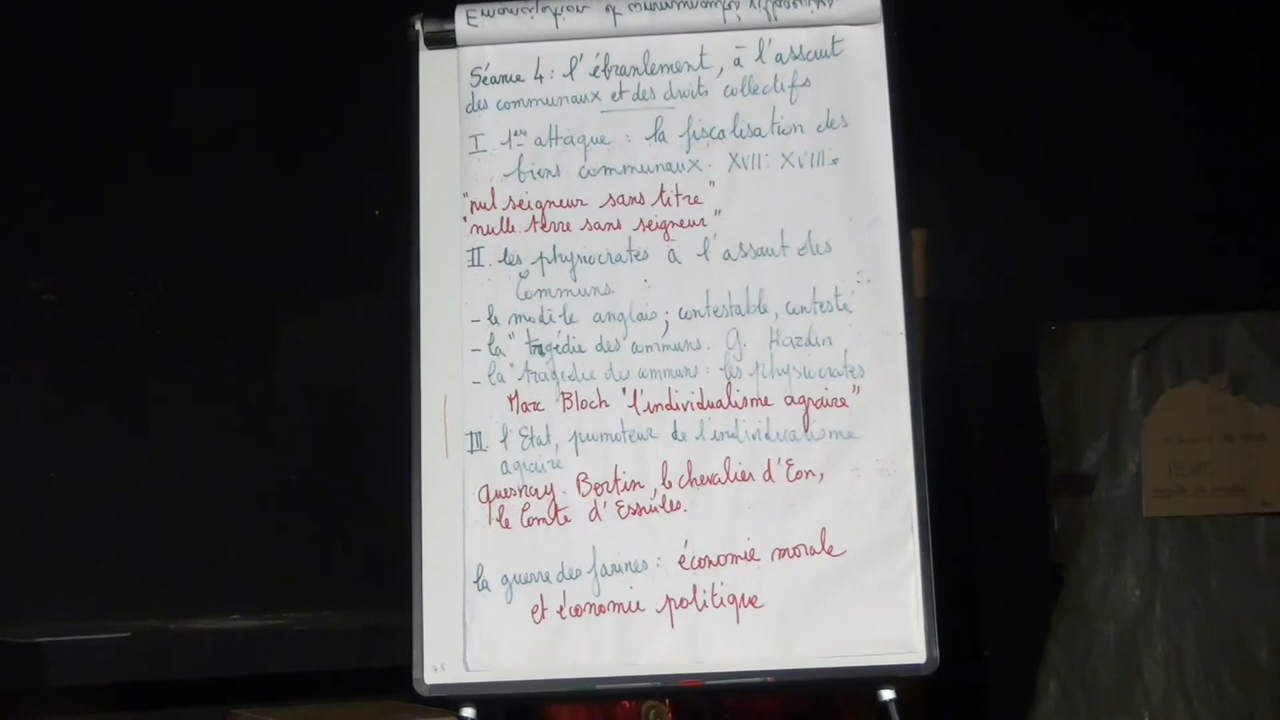 Emancipation et
Séance 4 : l'ébranlement, à l'assaut
des communaux et des droits collectifs
I. 1ère attaque : la fiscalisation des
biens communaux. XVII: XVIIIe
"nul seigneur sans titre"
"nulle terre sans seigneur"
II. les physiocrates à l'assaut des
Communs.
- le modèle anglais ; contestable, contesté
- la "tragédie des communs. G. Hardin
- la "tragédie des communs : les physiocrates
Marc Bloch "l'individualisme agraire"
III. l'Etat, promoteur de l'individualisme
agraire
Quesnay. Bertin, le chevalier d'Eon,
le Comte d'Essuiles.
la guerre des farines : économie morale
et économie politique